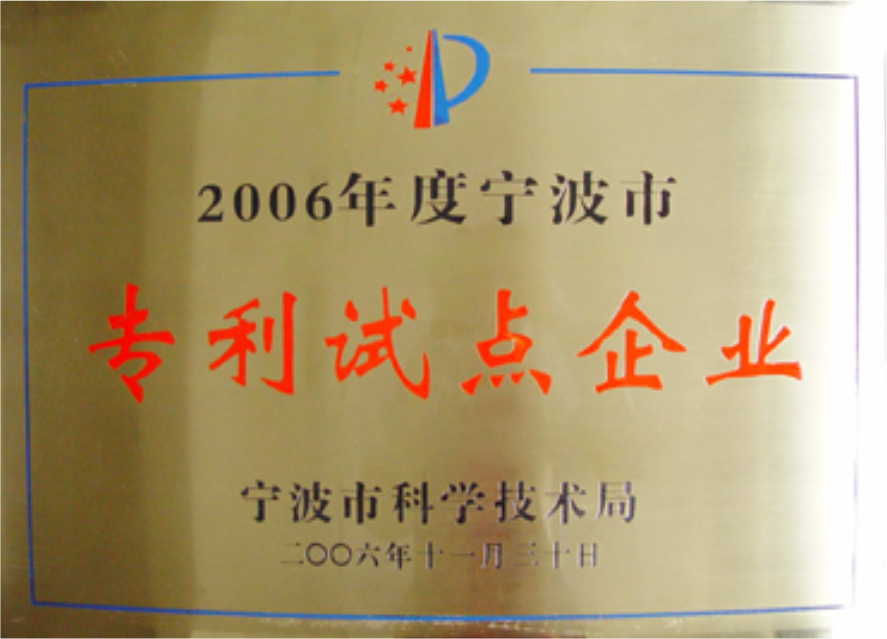 2006年度宁波市
专利试点企业
宁波市科学技术局
二〇〇六年十一月三十日